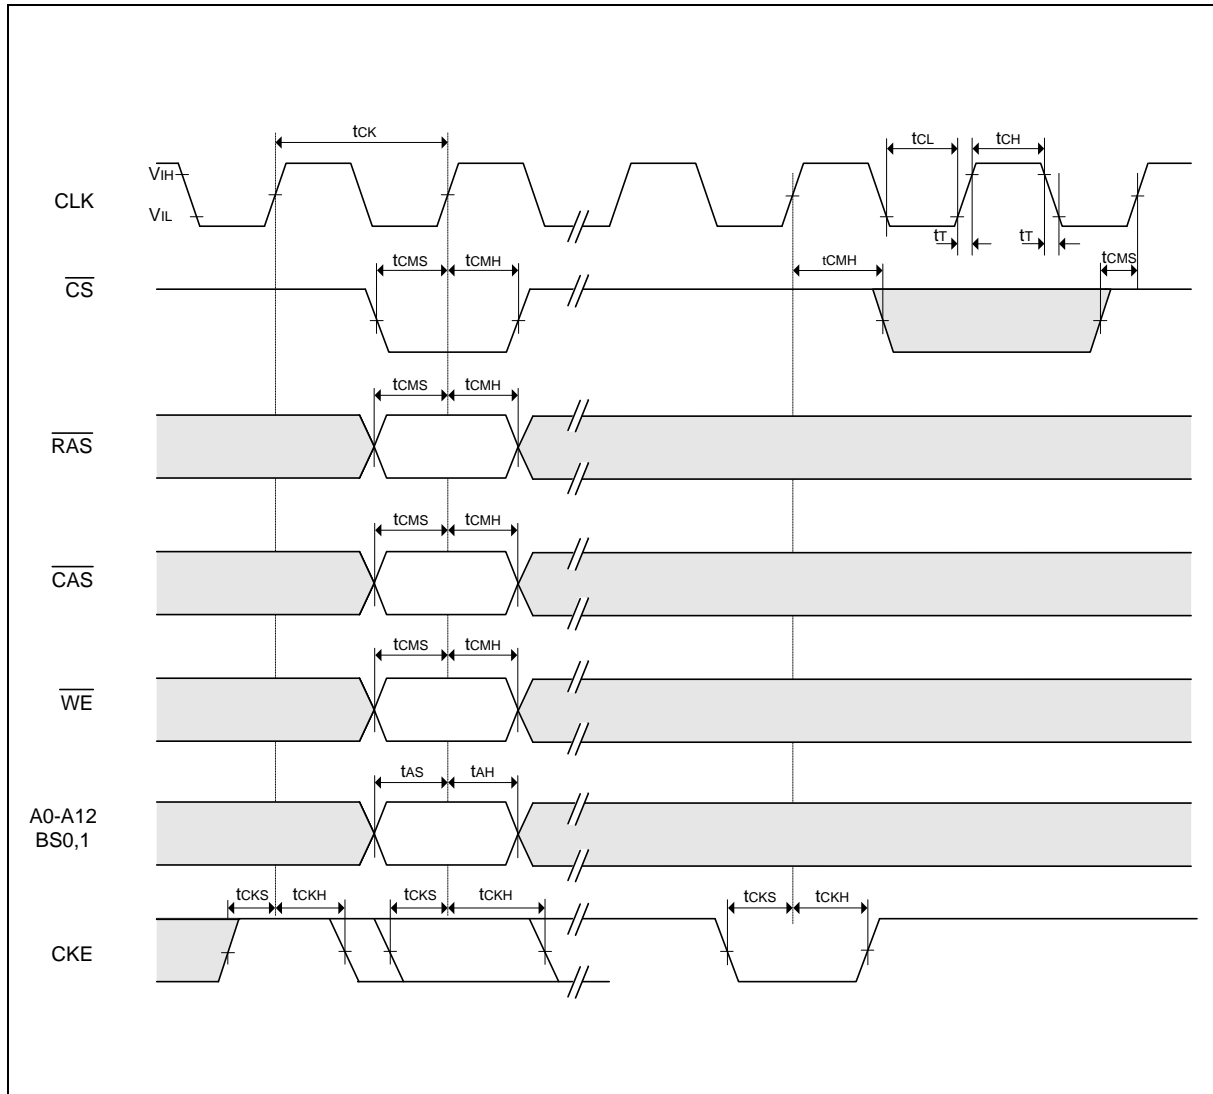 tCK
tCL
tCH
VIH
CLK
VIL
tT
tT
tCMS
tCMH
tCMH
tCMS
CS
tCMS
tCMH
RAS
tCMS
tCMH
CAS
tCMS
tCMH
WE
tAS
tAH
A0-A12
BS0,1
tCKS
tCKH
tCKS
tCKH
tCKS
tCKH
CKE